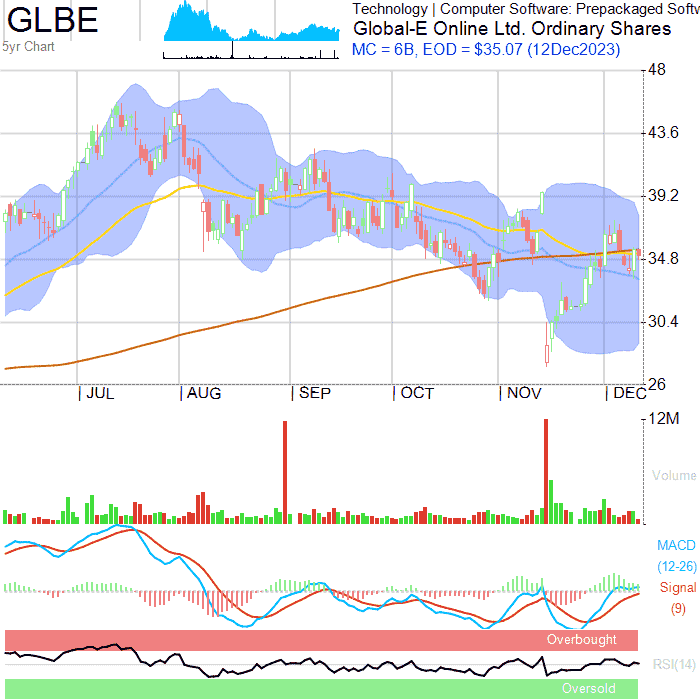 GLBE
5yr Chart
Technology | Computer Software: Prepackaged Softw
Global-E Online Ltd. Ordinary Shares
MC = 6B, EOD = $35.07 (12Dec2023)
48
43.6
39.2
34.8
30.4
26
JUL AUG SEP OCT NOV DEC
12M
Volume
MACD
(12-26)
Signal
(9)
Overbought
RSI(14)
Oversold